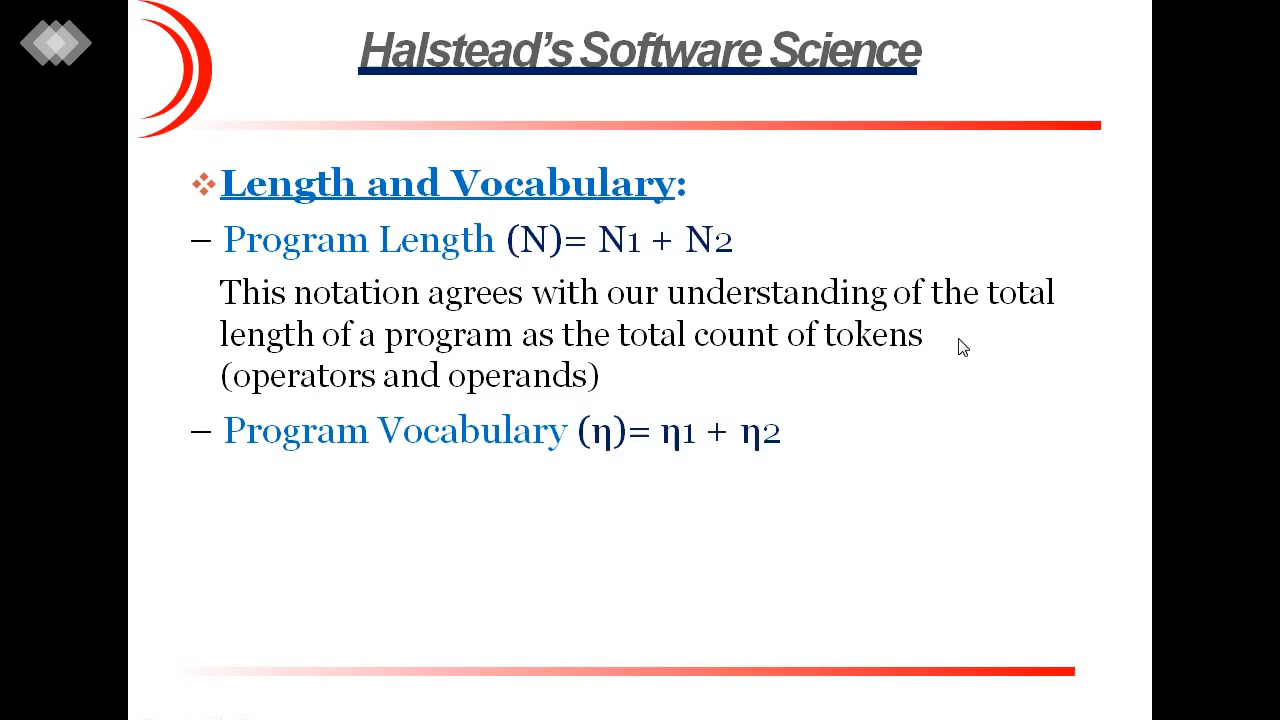 Halstead's Software Science
❖ Length and Vocabulary:
– Program Length (N)= N1 + N2
This notation agrees with our understanding of the total
length of a program as the total count of tokens
(operators and operands)
– Program Vocabulary (η)= η1 + η2